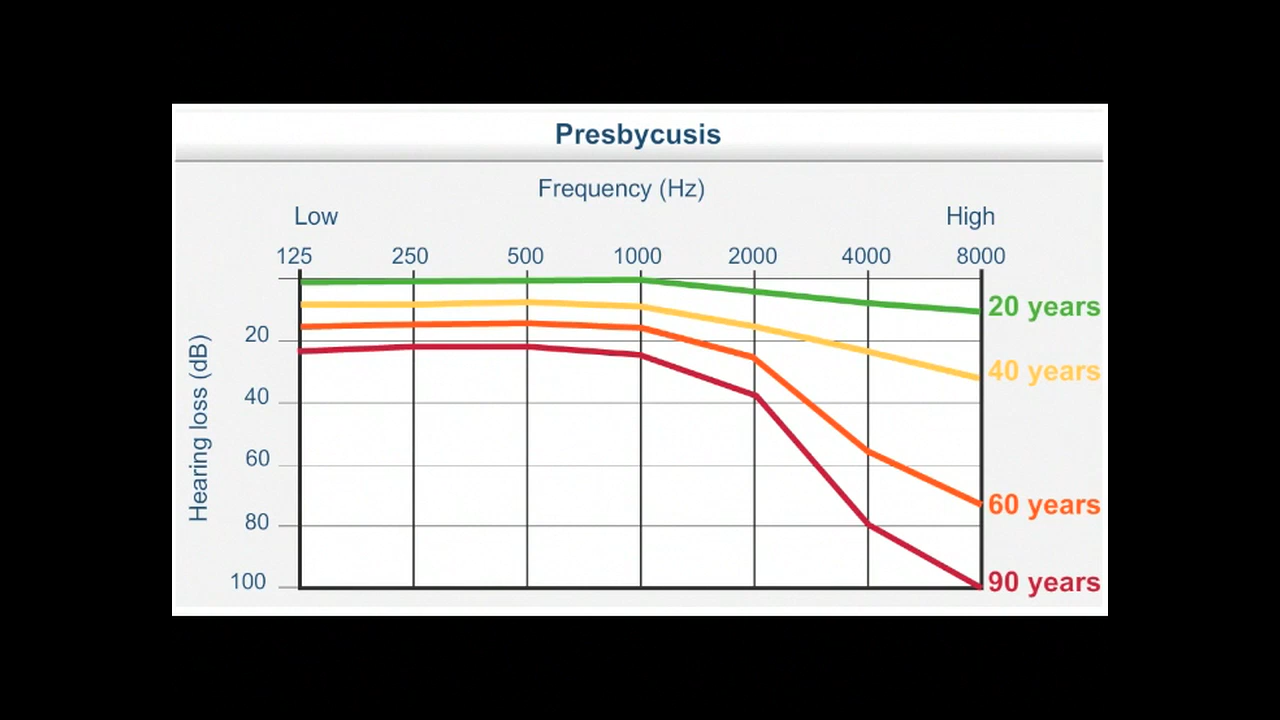 Presbycusis
Frequency (Hz)
Low High
125 250 500 1000 2000 4000 8000
20 years
20
40 years
40
60
60 years
80
100
90 years
Hearing loss (dB)